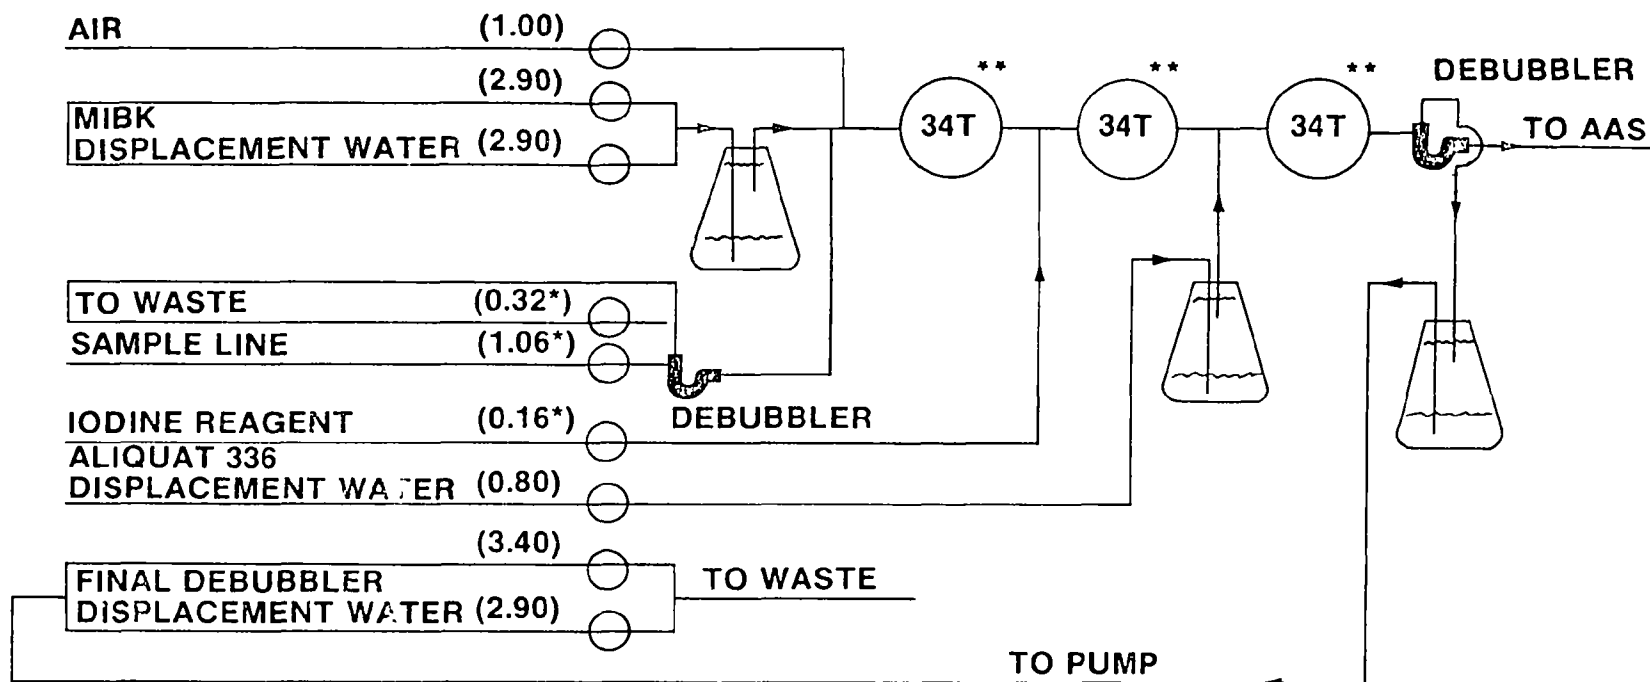 AIR (1.00)
(2.90)
MIBK
DISPLACEMENT WATER (2.90)
TO WASTE (0.32*)
SAMPLE LINE (1.06*)
DEBUBBLER
IODINE REAGENT (0.16*)
ALIQUAT 336
DISPLACEMENT WATER (0.80)
(3.40)
FINAL DEBUBBLER
DISPLACEMENT WATER (2.90)
TO WASTE
TO PUMP
34T **
34T **
34T **
DEBUBBLER
TO AAS